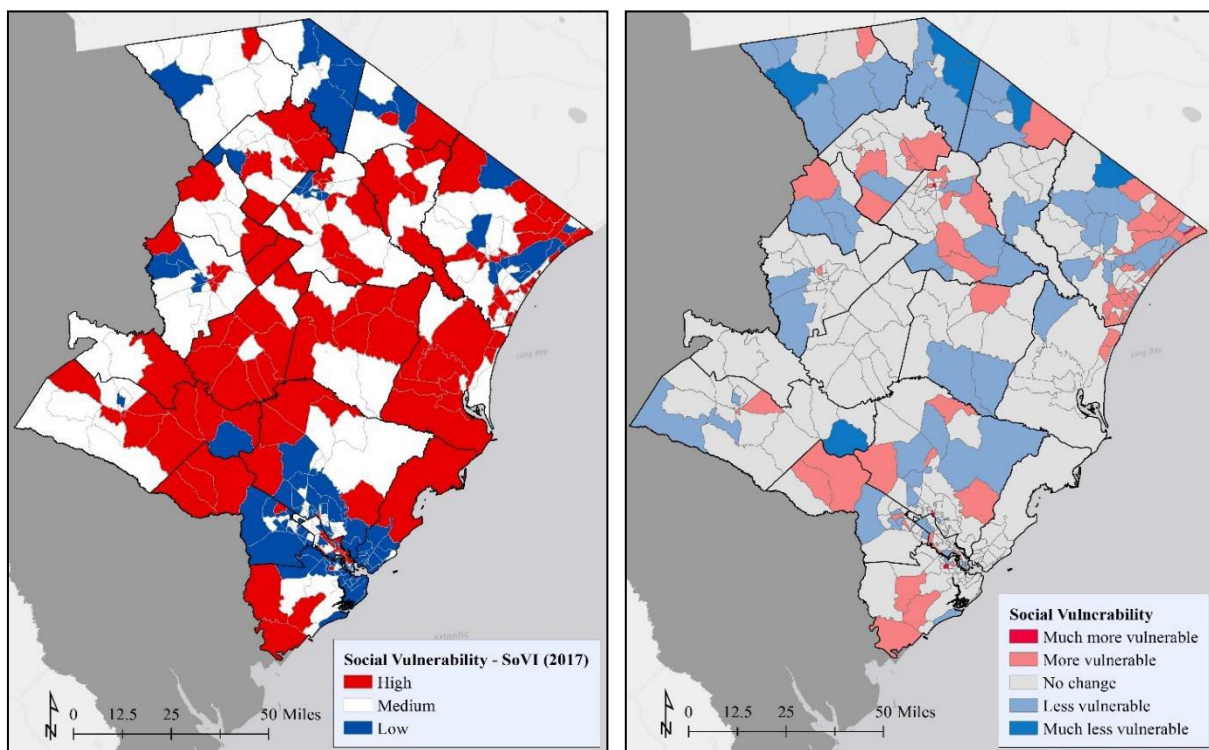 Long Bay
Atlantic
Social Vulnerability - SoVI (2017)
High
Medium
Low
N
0 12.5 25 50 Miles
Long Bay
Social Vulnerability
Much more vulnerable
More vulnerable
No change
Less vulnerable
Much less vulnerable
N
0 12.5 25 50 Miles